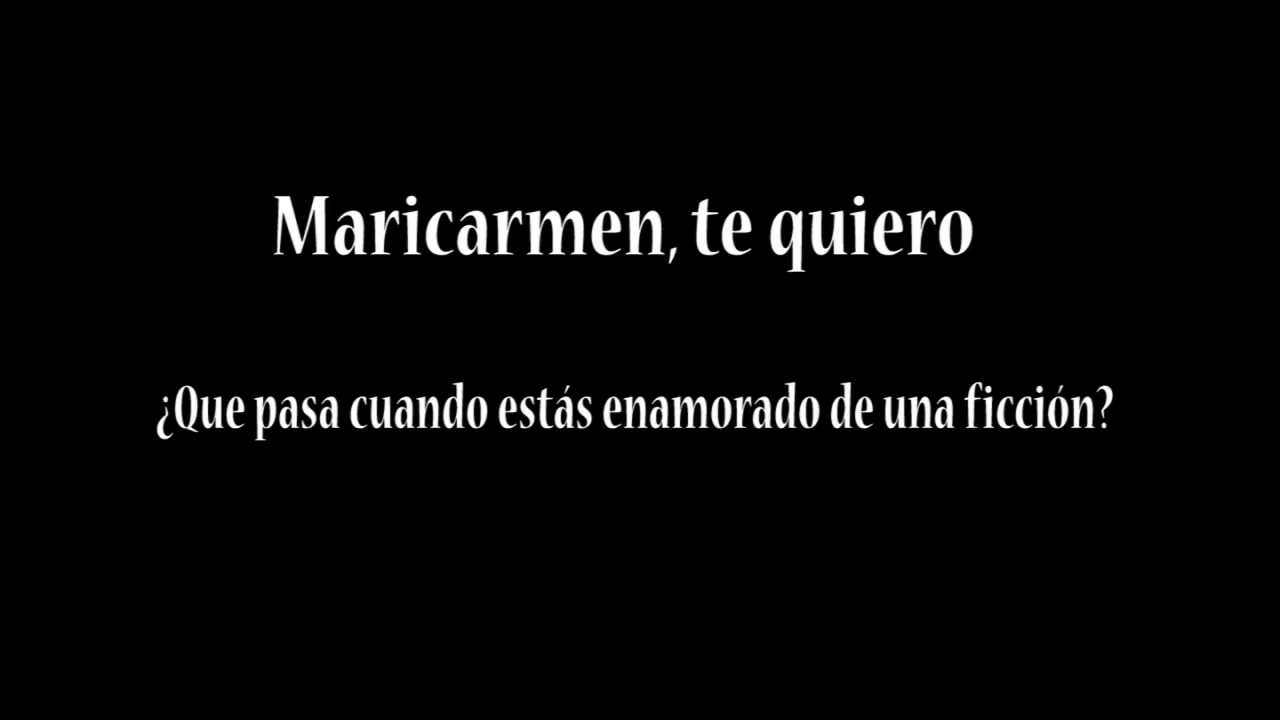 Maricarmen, te quiero
¿Que pasa cuando estás enamorado de una ficción?